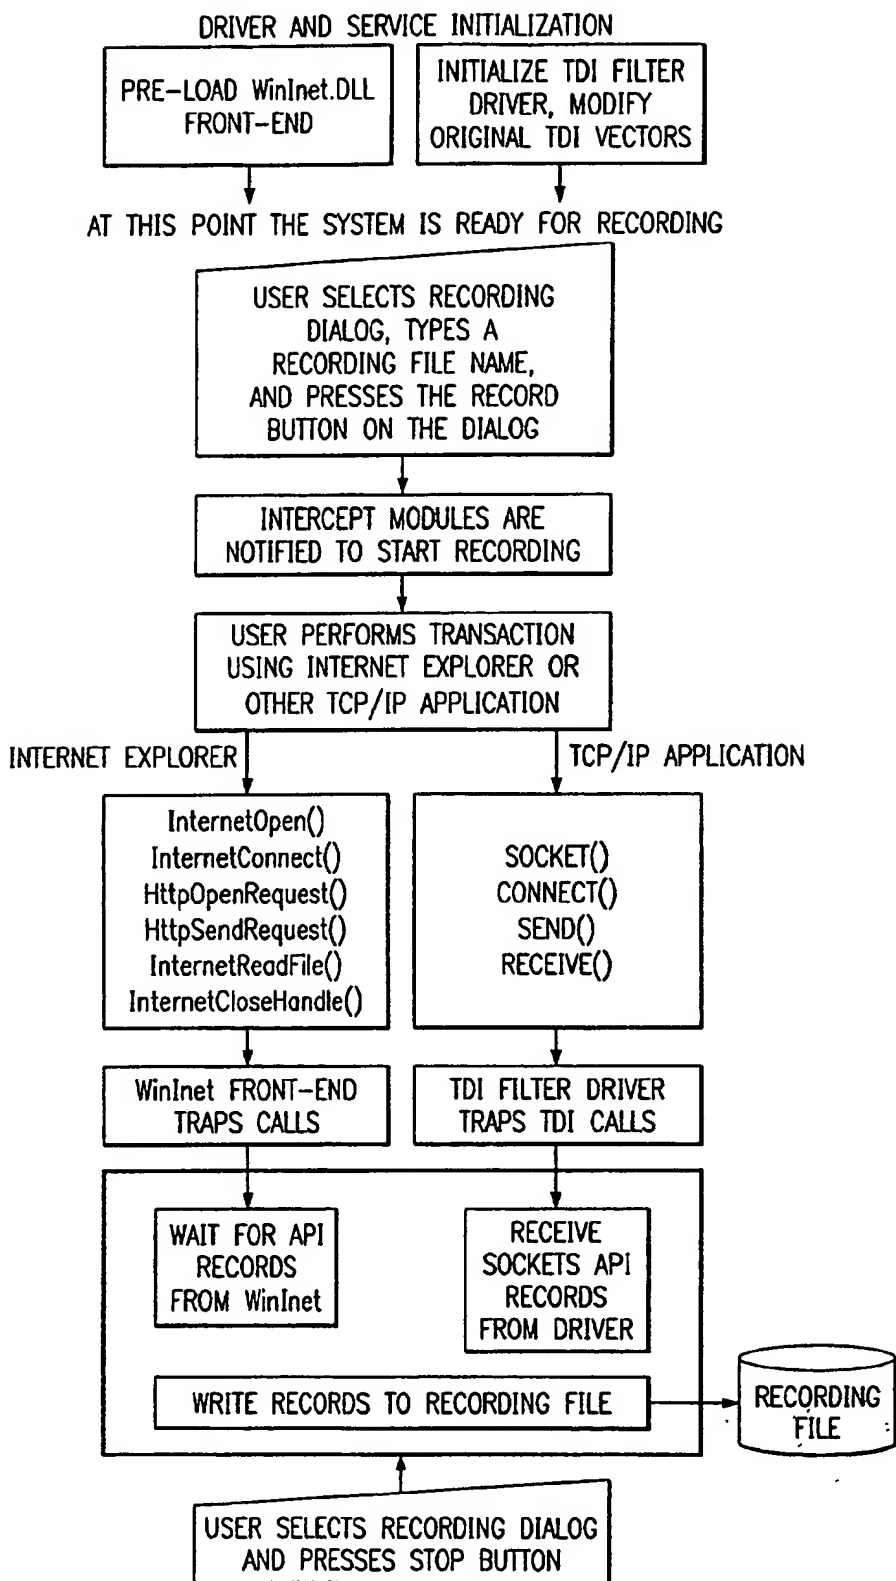 DRIVER AND SERVICE INITIALIZATION
PRE-LOAD WinInet.DLL
FRONT-END
INITIALIZE TDI FILTER
DRIVER, MODIFY
ORIGINAL TDI VECTORS
AT THIS POINT THE SYSTEM IS READY FOR RECORDING
USER SELECTS RECORDING
DIALOG, TYPES A
RECORDING FILE NAME,
AND PRESSES THE RECORD
BUTTON ON THE DIALOG
INTERCEPT MODULES ARE
NOTIFIED TO START RECORDING
USER PERFORMS TRANSACTION
USING INTERNET EXPLORER OR
OTHER TCP/IP APPLICATION
INTERNET EXPLORER
TCP/IP APPLICATION
InternetOpen()
InternetConnect()
HttpOpenRequest()
HttpSendRequest()
InternetReadFile()
InternetCloseHandle()
SOCKET()
CONNECT()
SEND()
RECEIVE()
WinInet FRONT-END
TRAPS CALLS
TDI FILTER DRIVER
TRAPS TDI CALLS
WAIT FOR API
RECORDS
FROM WinInet
RECEIVE
SOCKETS API
RECORDS
FROM DRIVER
WRITE RECORDS TO RECORDING FILE
RECORDING
FILE
USER SELECTS RECORDING DIALOG
AND PRESSES STOP BUTTON